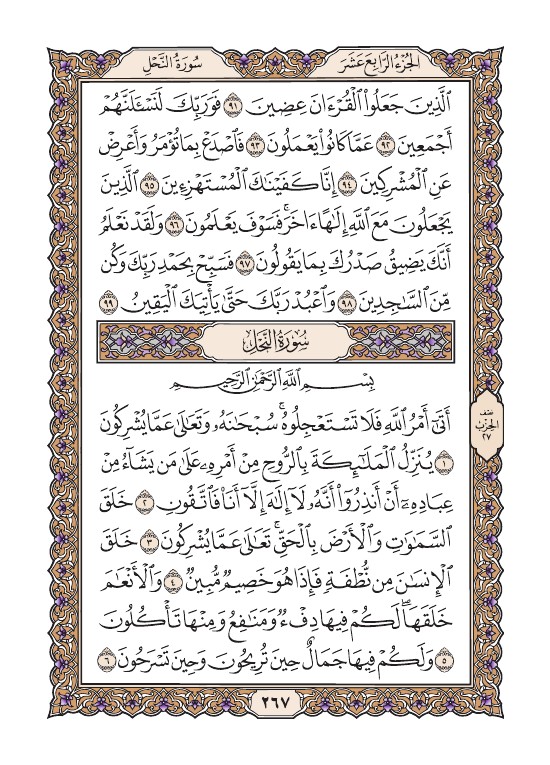 الجُزْءُ الرَّابِعَ عَشَرَ
سُورَةُ النَّحْلِ
ٱلَّذِينَ جَعَلُوا۟ ٱلْقُرْءَانَ عِضِينَ ٩١ فَوَرَبِّكَ لَنَسْـَٔلَنَّهُمْ
أَجْمَعِينَ ٩٢ عَمَّا كَانُوا۟ يَعْمَلُونَ ٩٣ فَٱصْدَعْ بِمَا تُؤْمَرُ وَأَعْرِضْ
عَنِ ٱلْمُشْرِكِينَ ٩٤ إِنَّا كَفَيْنَـٰكَ ٱلْمُسْتَهْزِءِينَ ٩٥ ٱلَّذِينَ
يَجْعَلُونَ مَعَ ٱللَّهِ إِلَـٰهًا ءَاخَرَ ۚ فَسَوْفَ يَعْلَمُونَ ٩٦ وَلَقَدْ نَعْلَمُ
أَنَّكَ يَضِيقُ صَدْرُكَ بِمَا يَقُولُونَ ٩٧ فَسَبِّحْ بِحَمْدِ رَبِّكَ وَكُن
مِّنَ ٱلسَّـٰجِدِينَ ٩٨ وَٱعْبُدْ رَبَّكَ حَتَّىٰ يَأْتِيَكَ ٱلْيَقِينُ ٩٩
سُورَةُ النَّحْلِ
بِسْمِ ٱللَّهِ ٱلرَّحْمَـٰنِ ٱلرَّحِيمِ
أَتَىٰٓ أَمْرُ ٱللَّهِ فَلَا تَسْتَعْجِلُوهُ ۚ سُبْحَـٰنَهُۥ وَتَعَـٰلَىٰ عَمَّا يُشْرِكُونَ
١ يُنَزِّلُ ٱلْمَلَـٰٓئِكَةَ بِٱلرُّوحِ مِنْ أَمْرِهِۦ عَلَىٰ مَن يَشَآءُ مِنْ
عِبَادِهِۦٓ أَنْ أَنذِرُوٓا۟ أَنَّهُۥ لَآ إِلَـٰهَ إِلَّآ أَنَا۠ فَٱتَّقُونِ ٢ خَلَقَ
ٱلسَّمَـٰوَٰتِ وَٱلْأَرْضَ بِٱلْحَقِّ ۚ تَعَـٰلَىٰ عَمَّا يُشْرِكُونَ ٣ خَلَقَ
ٱلْإِنسَـٰنَ مِن نُّطْفَةٍ فَإِذَا هُوَ خَصِيمٌ مُّبِينٌ ٤ وَٱلْأَنْعَـٰمَ
خَلَقَهَا ۗ لَكُمْ فِيهَا دِفْءٌ وَمَنَـٰفِعُ وَمِنْهَا تَأْكُلُونَ
٥ وَلَكُمْ فِيهَا جَمَالٌ حِينَ تُرِيحُونَ وَحِينَ تَسْرَحُونَ ٦
نصف
الحزب
٢٧
٢٦٧